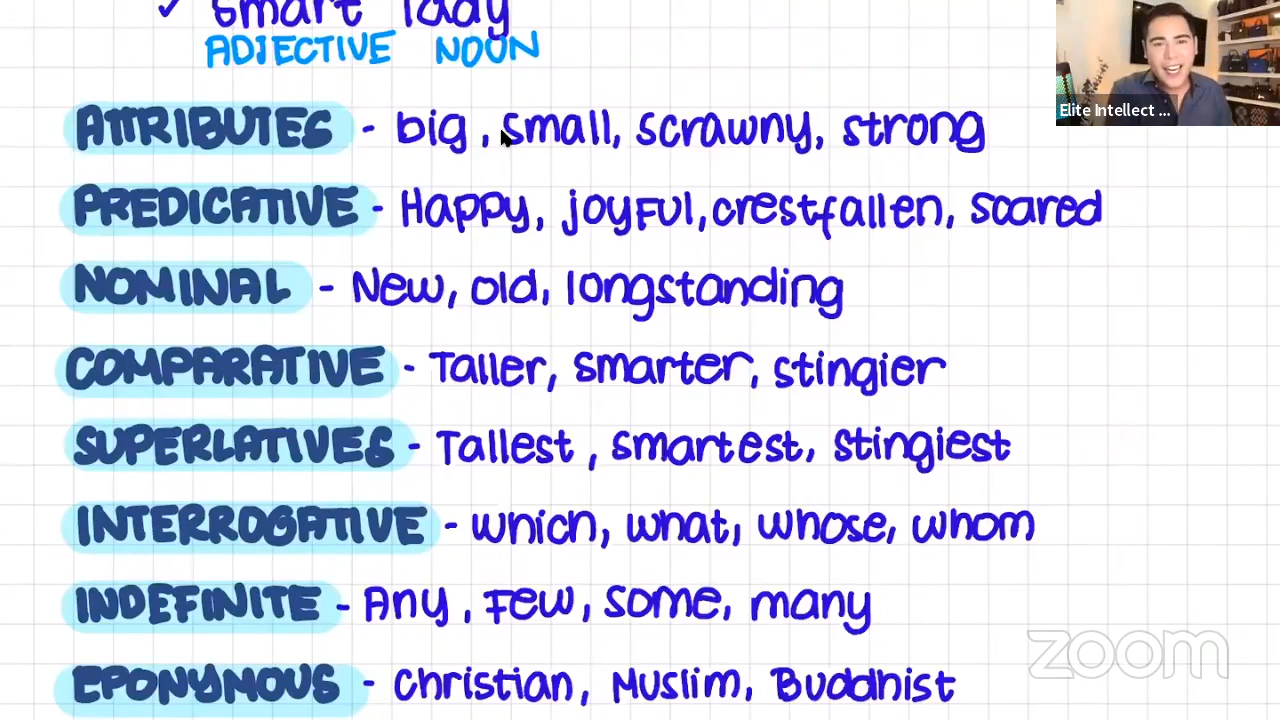 ✓ Smart lady
ADJECTIVE NOUN
Elite Intellect ...
ATTRIBUTES - big, small, scrawny, strong
PREDICATIVE - Happy, joyful, crestfallen, scared
NOMINAL - New, old, longstanding
COMPARATIVE - Taller, smarter, stingier
SUPERLATIVES - Tallest, smartest, stingiest
INTERROGATIVE - which, what, whose, whom
INDEFINITE - Any, few, some, many
EPONYMOUS - Christian, Muslim, Buddhist
zoom